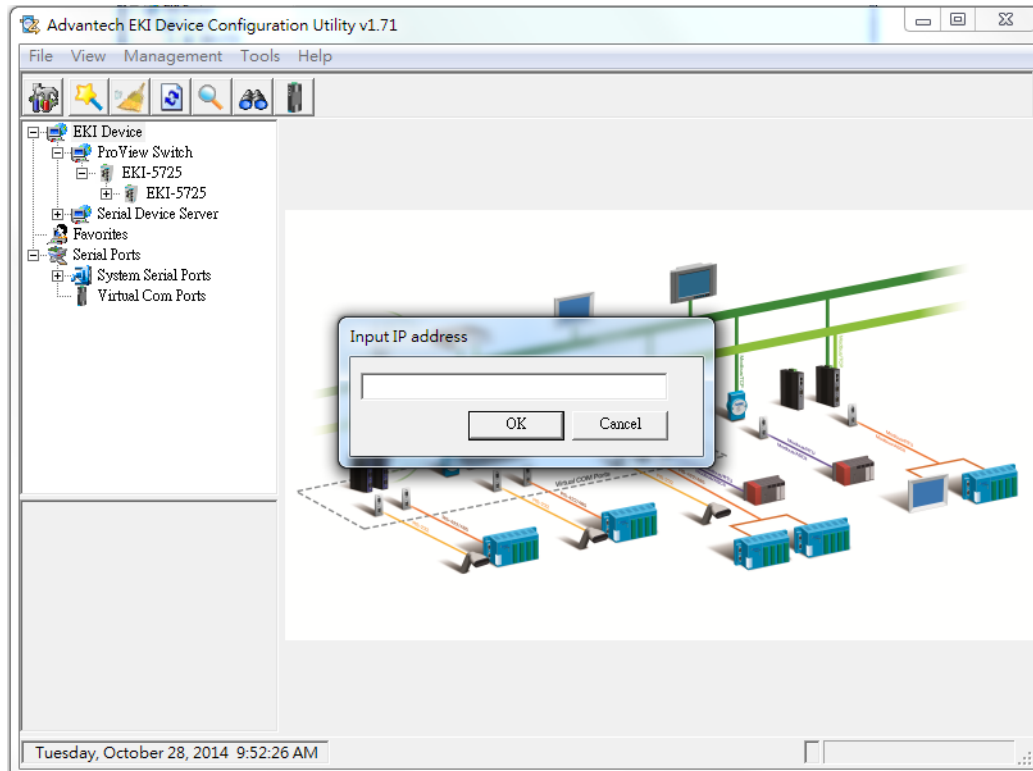 Advantech EKI Device Configuration Utility v1.71
File View Management Tools Help
EKI Device
ProView Switch
EKI-5725
EKI-5725
Serial Device Server
Favorites
Serial Ports
System Serial Ports
Virtual Com Ports
Input IP address
OK Cancel
Virtual COM Ports
Tuesday, October 28, 2014 9:52:26 AM